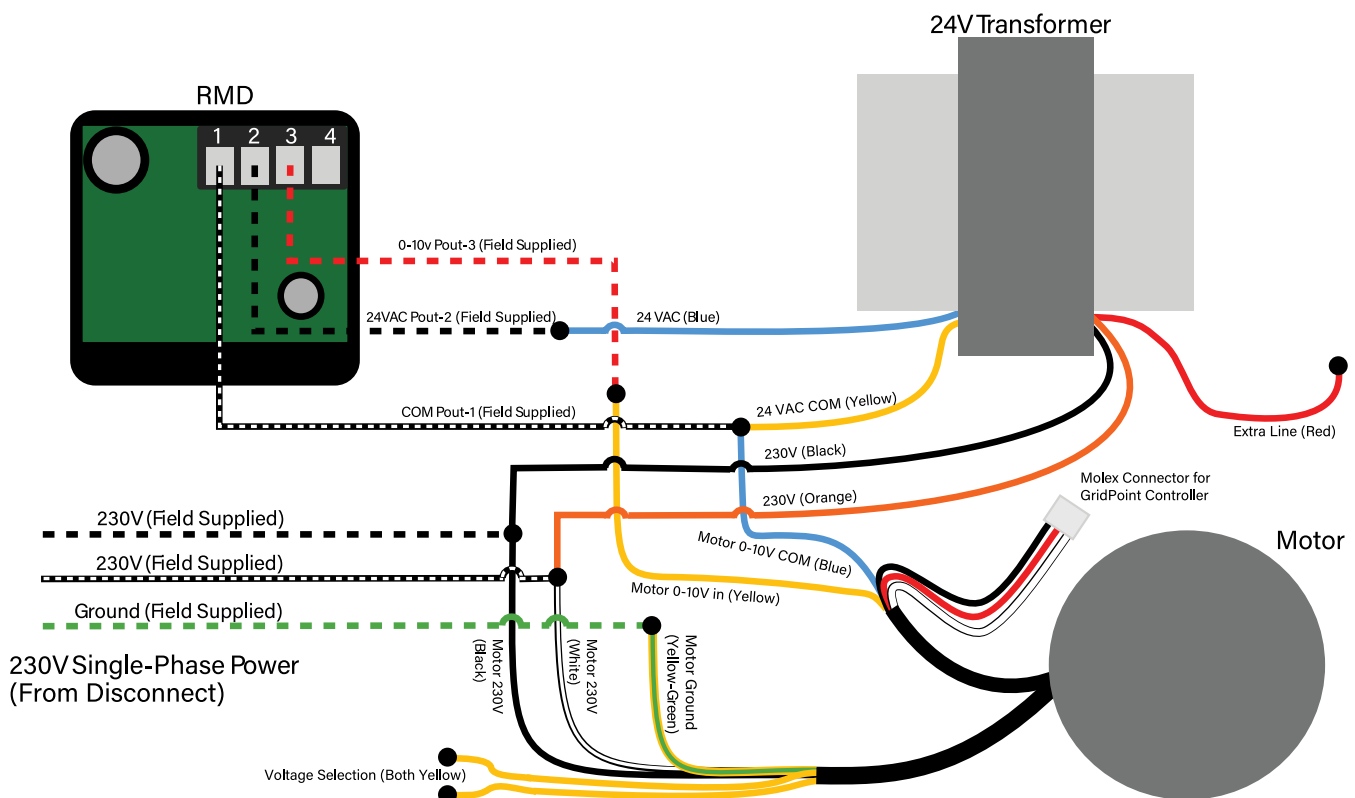 24V Transformer
RMD
1 2 3 4
0-10v Pout-3 (Field Supplied)
24VAC Pout-2 (Field Supplied)
24 VAC (Blue)
COM Pout-1 (Field Supplied)
24 VAC COM (Yellow)
Extra Line (Red)
230V (Black)
Molex Connector for
GridPoint Controller
230V (Orange)
230V (Field Supplied)
Motor 0-10V COM (Blue)
Motor
230V (Field Supplied)
Motor 0-10V in (Yellow)
Ground (Field Supplied)
230V Single-Phase Power
(From Disconnect)
Motor 230V
(Black)
Motor 230V
(White)
Motor Ground
(Yellow-Green)
Voltage Selection (Both Yellow)